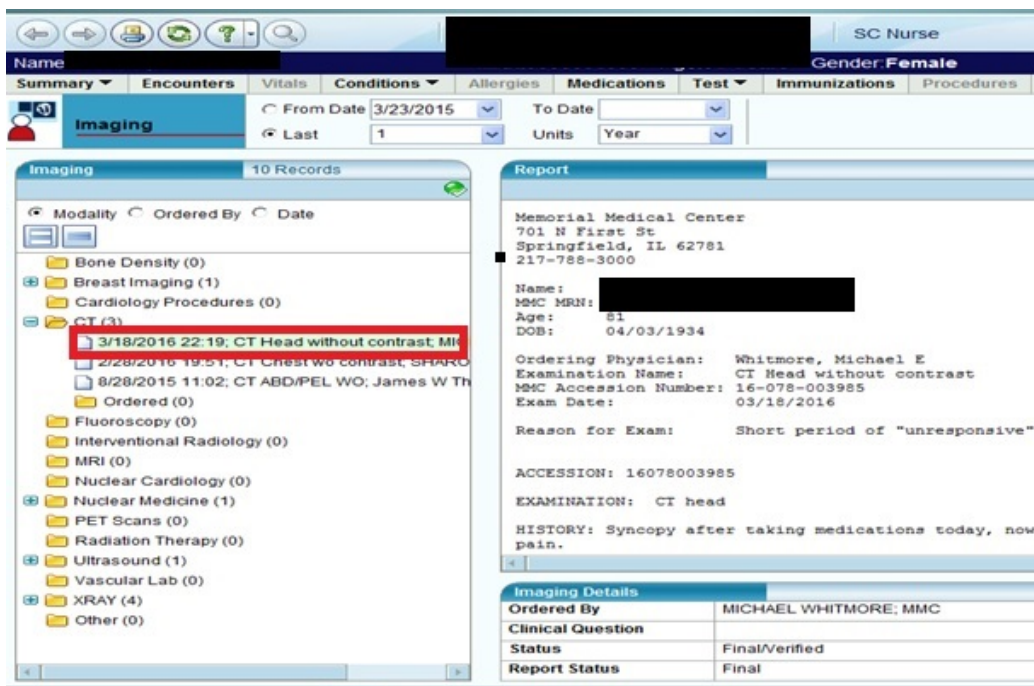 SC Nurse
Name Gender:Female
Summary Encounters Vitals Conditions Allergies Medications Test Immunizations Procedures
Imaging
From Date 3/23/2015 To Date
Last 1 Units Year
Imaging 10 Records
Modality Ordered By Date
Bone Density (0)
Breast Imaging (1)
Cardiology Procedures (0)
CT (3)
3/18/2016 22:19; CT Head without contrast; MIC
2/28/2016 19:51; CT Chest wo contrast; SHARO
8/28/2015 11:02; CT ABD/PEL WO; James W Th
Ordered (0)
Fluoroscopy (0)
Interventional Radiology (0)
MRI (0)
Nuclear Cardiology (0)
Nuclear Medicine (1)
PET Scans (0)
Radiation Therapy (0)
Ultrasound (1)
Vascular Lab (0)
XRAY (4)
Other (0)
Report
Memorial Medical Center
701 N First St
Springfield, IL 62781
217-788-3000
Name:
MMC MRN:
Age: 81
DOB: 04/03/1934
Ordering Physician: Whitmore, Michael E
Examination Name: CT Head without contrast
MMC Accession Number: 16-078-003985
Exam Date: 03/18/2016
Reason for Exam: Short period of "unresponsive"
ACCESSION: 16078003985
EXAMINATION: CT head
HISTORY: Syncopy after taking medications today, now
pain.
Imaging Details
Ordered By MICHAEL WHITMORE; MMC
Clinical Question
Status Final/Verified
Report Status Final